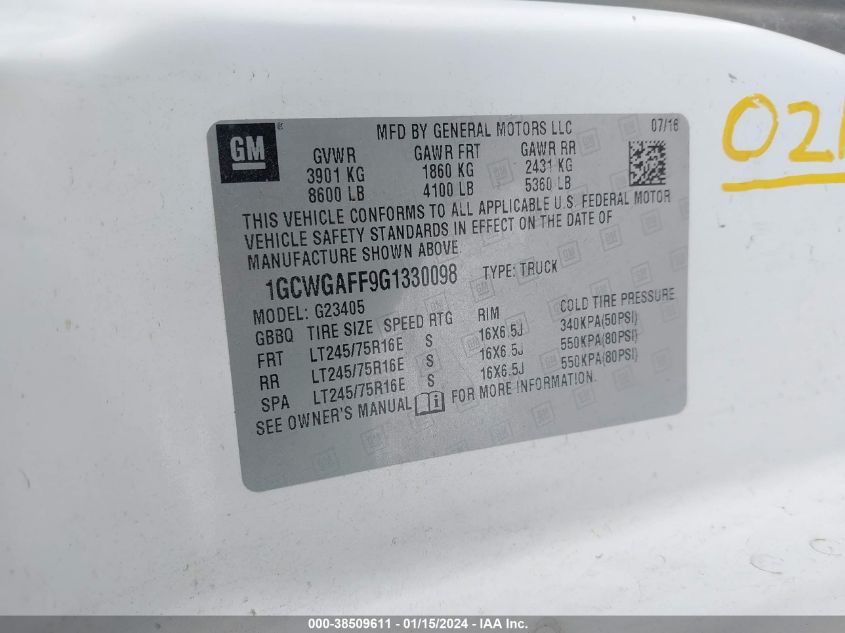 GM
MFD BY GENERAL MOTORS LLC 07/16
GVWR GAWR FRT GAWR RR
3901 KG 1860 KG 2431 KG
8600 LB 4100 LB 5360 LB
THIS VEHICLE CONFORMS TO ALL APPLICABLE U.S. FEDERAL MOTOR
VEHICLE SAFETY STANDARDS IN EFFECT ON THE DATE OF
MANUFACTURE SHOWN ABOVE
1GCWGAFF9G1330098 TYPE: TRUCK
MODEL: G23405
GBBQ TIRE SIZE SPEED RTG RIM COLD TIRE PRESSURE
FRT LT245/75R16E S 16X6.5J 340KPA(50PSI)
RR LT245/75R16E S 16X6.5J 550KPA(80PSI)
SPA LT245/75R16E S 16X6.5J 550KPA(80PSI)
SEE OWNER'S MANUAL FOR MORE INFORMATION.
000-38509611 - 01/15/2024 - IAA Inc.